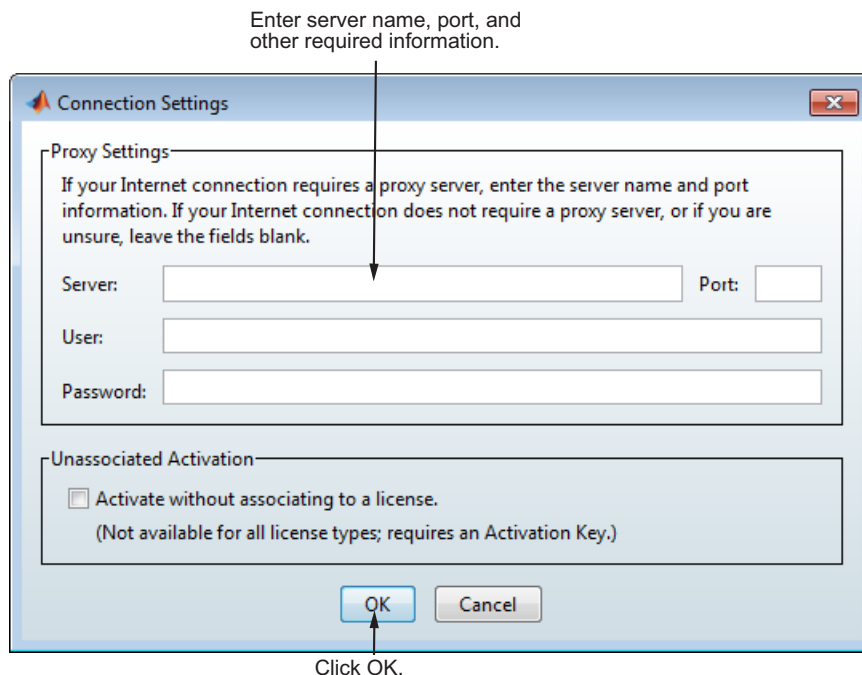 Enter server name, port, and
other required information.
Connection Settings
Proxy Settings
If your Internet connection requires a proxy server, enter the server name and port
information. If your Internet connection does not require a proxy server, or if you are
unsure, leave the fields blank.
Server: Port:
User:
Password:
Unassociated Activation
Activate without associating to a license.
(Not available for all license types; requires an Activation Key.)
OK Cancel
Click OK.